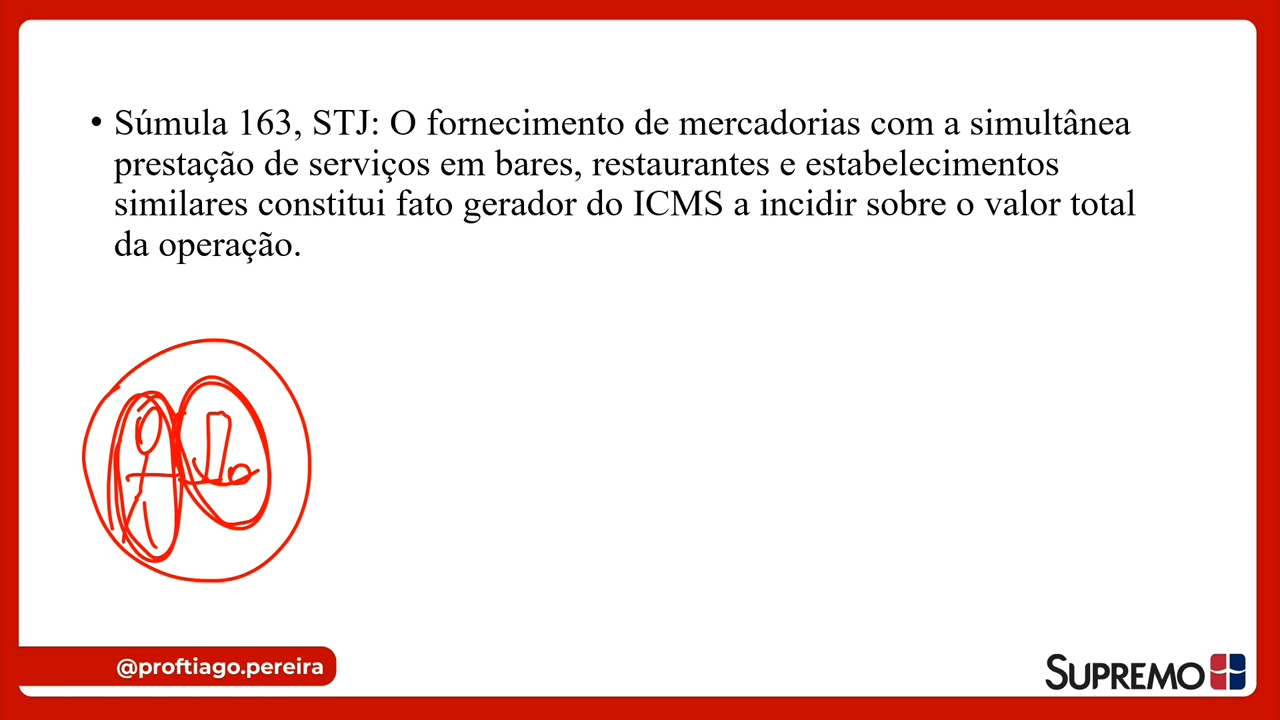 • Súmula 163, STJ: O fornecimento de mercadorias com a simultânea
prestação de serviços em bares, restaurantes e estabelecimentos
similares constitui fato gerador do ICMS a incidir sobre o valor total
da operação.
@proftiago.pereira
SUPREMO